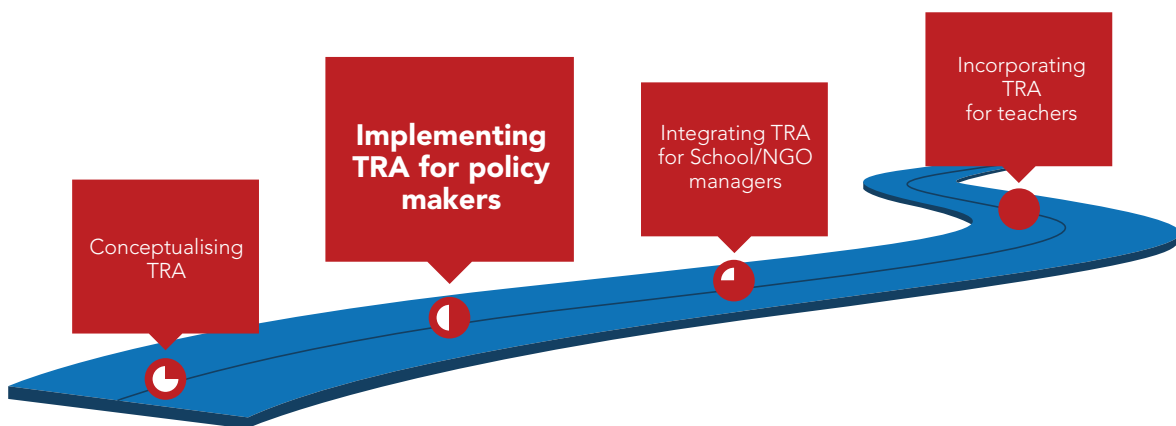 Conceptualising
TRA
Implementing
TRA for policy
makers
Integrating TRA
for School/NGO
managers
Incorporating
TRA
for teachers